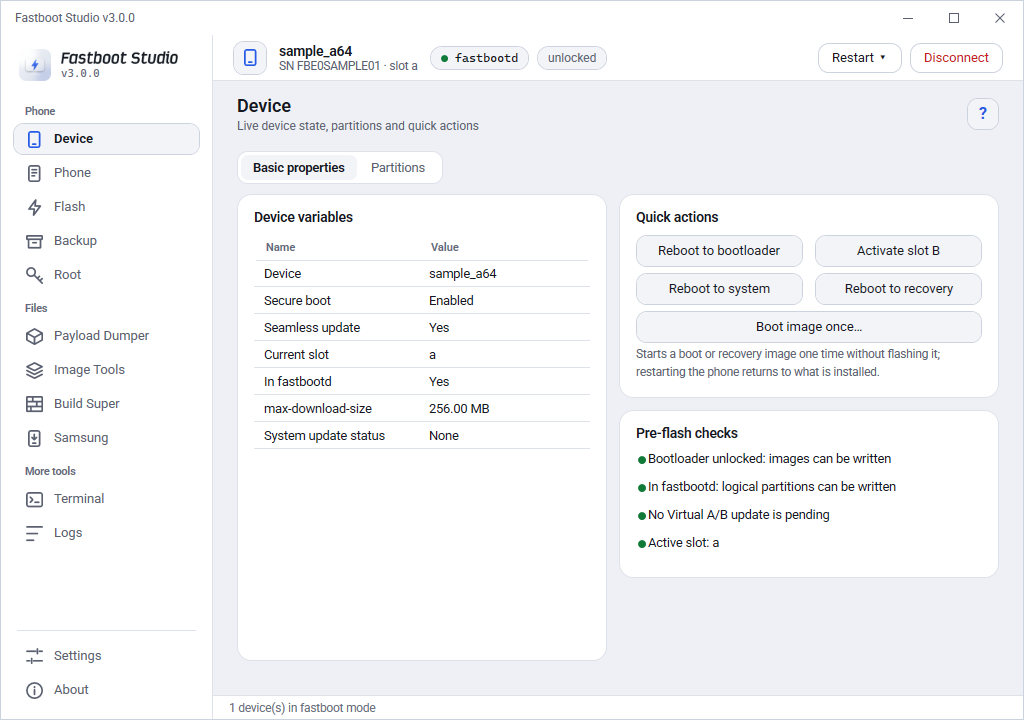 Fastboot Studio v3.0.0
Fastboot Studio
v3.0.0
Phone
Device
Phone
Flash
Backup
Root
Files
Payload Dumper
Image Tools
Build Super
Samsung
More tools
Terminal
Logs
Settings
About
sample_a64
SN FBE0SAMPLE01 · slot a
fastbootd
unlocked
Restart
Disconnect
Device
Live device state, partitions and quick actions
?
Basic properties
Partitions
Device variables
Name Value
Device sample_a64
Secure boot Enabled
Seamless update Yes
Current slot a
In fastbootd Yes
max-download-size 256.00 MB
System update status None
Quick actions
Reboot to bootloader
Activate slot B
Reboot to system
Reboot to recovery
Boot image once...
Starts a boot or recovery image one time without flashing it;
restarting the phone returns to what is installed.
Pre-flash checks
Bootloader unlocked: images can be written
In fastbootd: logical partitions can be written
No Virtual A/B update is pending
Active slot: a
1 device(s) in fastboot mode